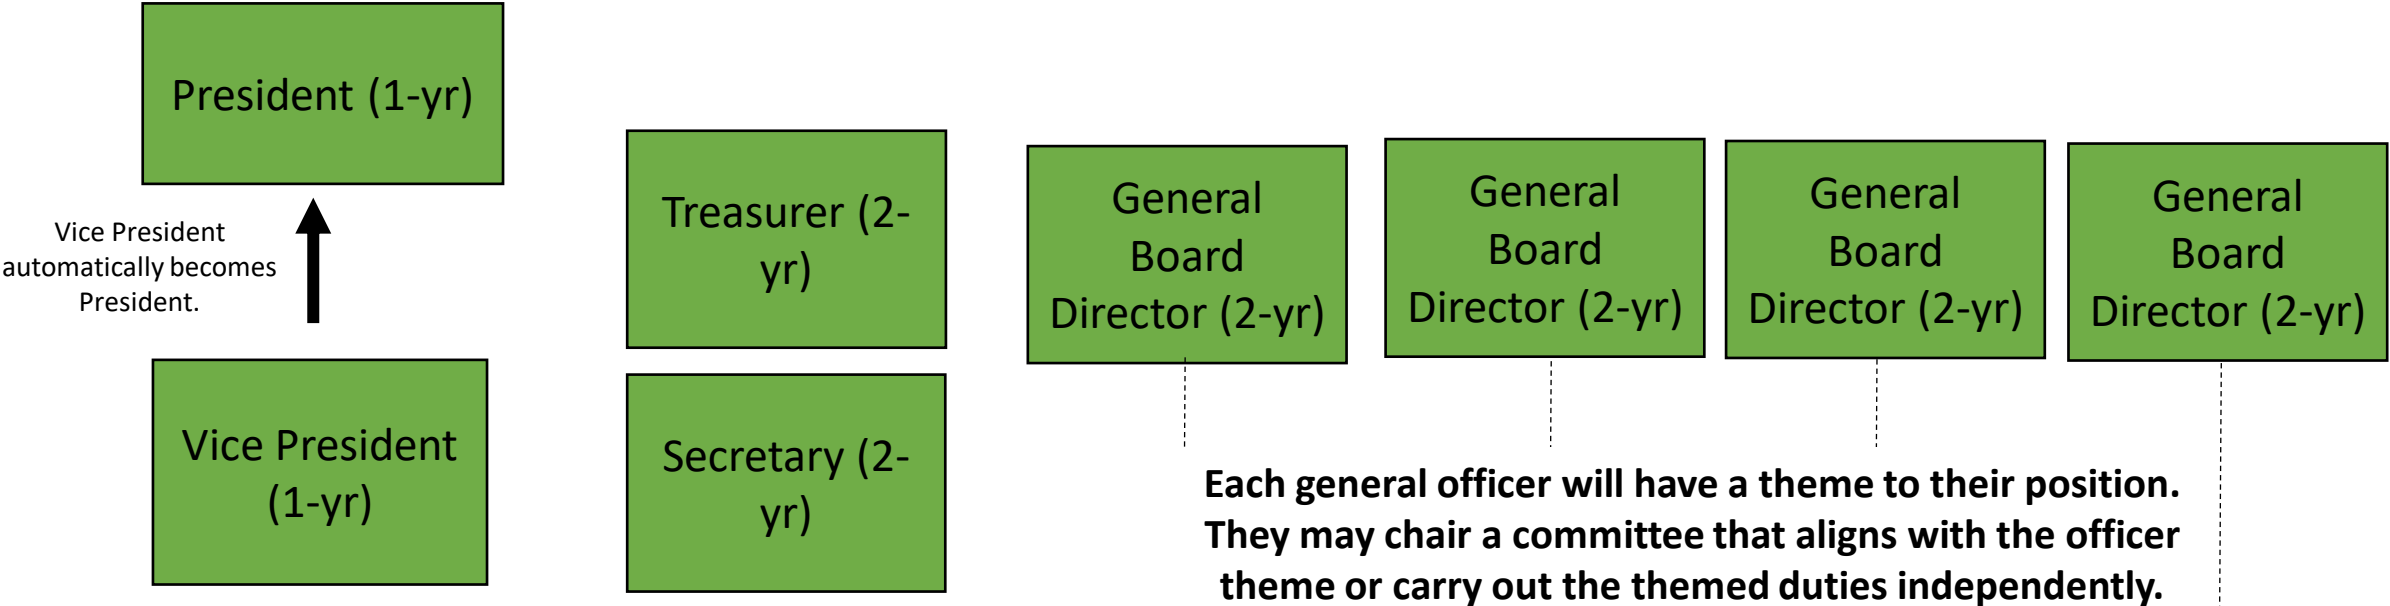 President (1-yr)
Vice President
automatically becomes
President.
Vice President
(1-yr)
Treasurer (2-
yr)
Secretary (2-
yr)
General
Board
Director (2-yr)
General
Board
Director (2-yr)
General
Board
Director (2-yr)
General
Board
Director (2-yr)
Each general officer will have a theme to their position.
They may chair a committee that aligns with the officer
theme or carry out the themed duties independently.